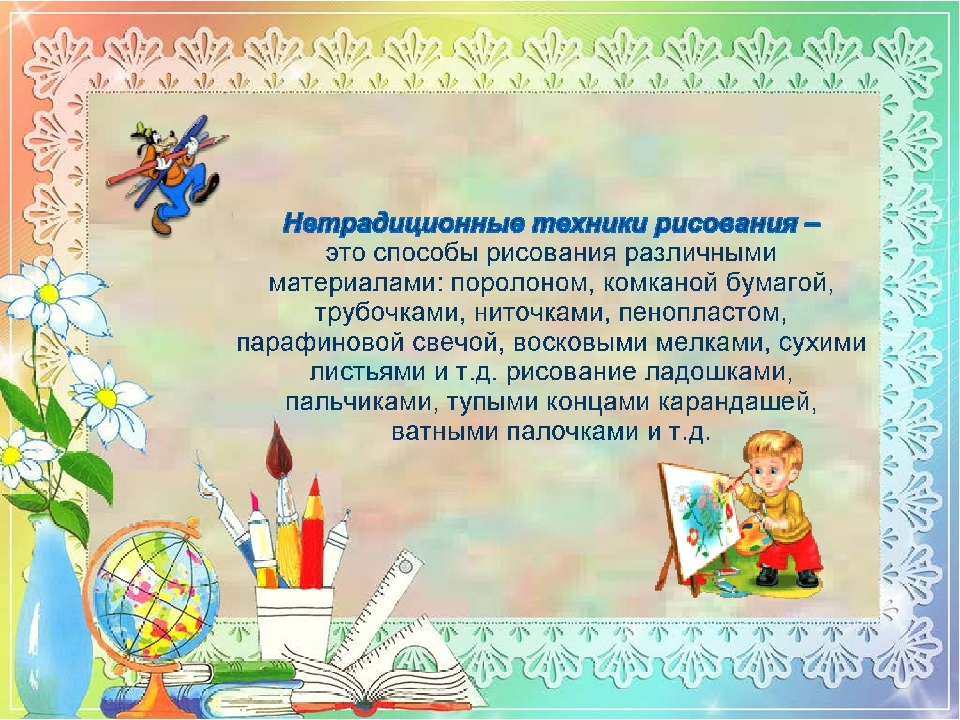 Нетрадиционные техники рисования –
это способы рисования различными
материалами: поролоном, комканой бумагой,
трубочками, ниточками, пенопластом,
парафиновой свечой, восковыми мелками, сухими
листьями и т.д. рисование ладошками,
пальчиками, тупыми концами карандашей,
ватными палочками и т.д.